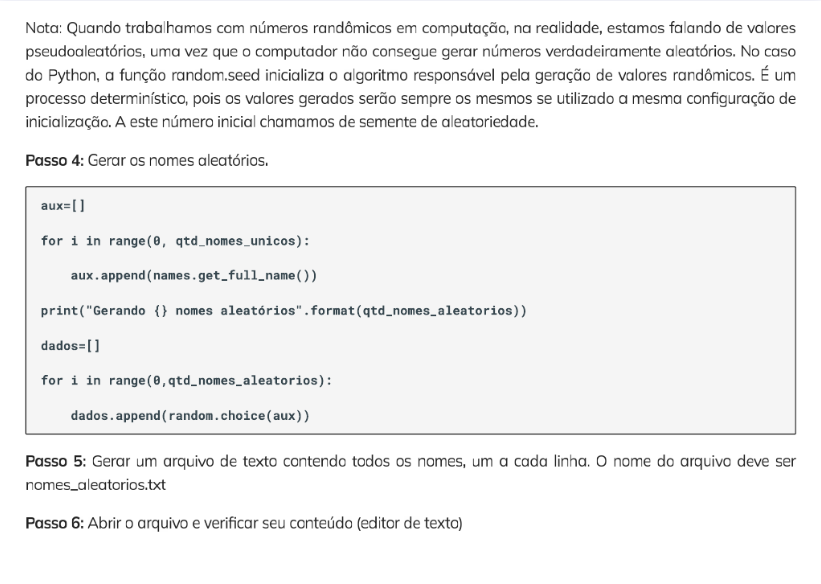 Nota: Quando trabalhamos com números randômicos em computação, na realidade, estamos falando de valores
pseudoaleatórios, uma vez que o computador não consegue gerar números verdadeiramente aleatórios. No caso
do Python, a função random.seed inicializa o algoritmo responsável pela geração de valores randômicos. É um
processo determinístico, pois os valores gerados serão sempre os mesmos se utilizado a mesma configuração de
inicialização. A este número inicial chamamos de semente de aleatoriedade.
Passo 4: Gerar os nomes aleatórios.
aux=[]
for i in range(0, qtd_nomes_unicos):
    aux.append(names.get_full_name())
print("Gerando {} nomes aleatórios".format(qtd_nomes_aleatorios))
dados=[]
for i in range(0,qtd_nomes_aleatorios):
    dados.append(random.choice(aux))
Passo 5: Gerar um arquivo de texto contendo todos os nomes, um a cada linha. O nome do arquivo deve ser
nomes_aleatorios.txt
Passo 6: Abrir o arquivo e verificar seu conteúdo (editor de texto)